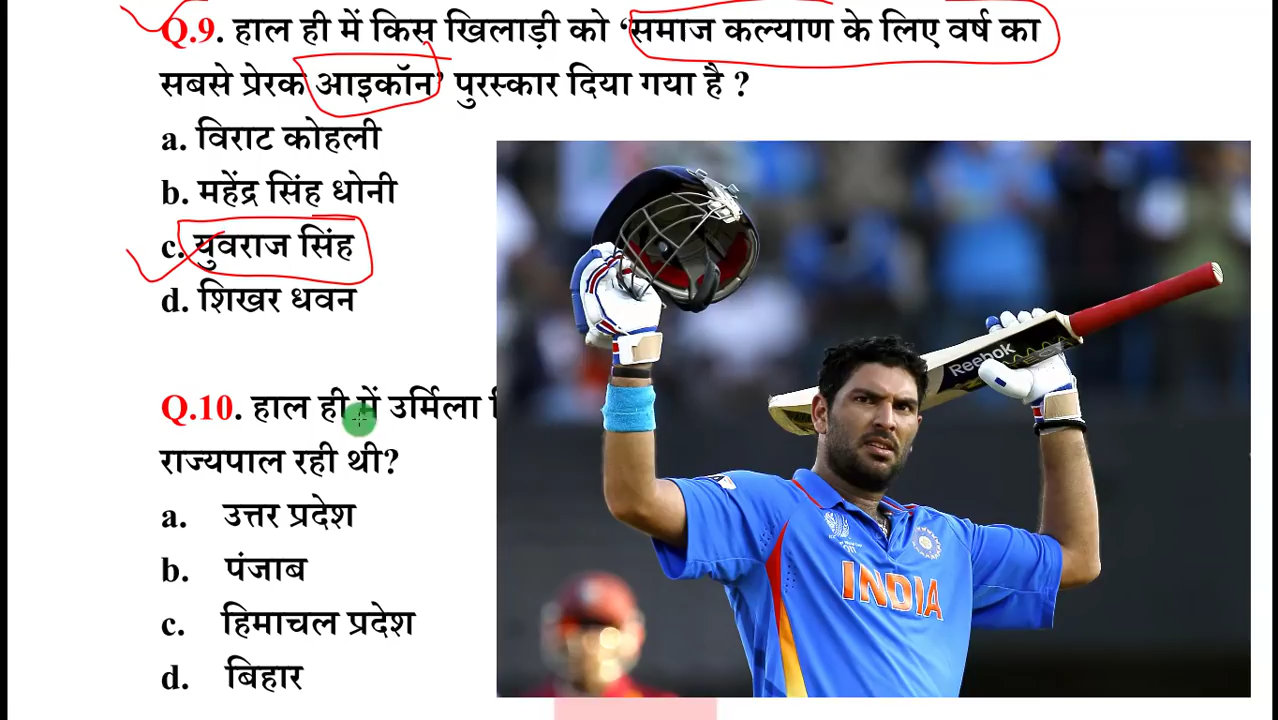 Q.9. हाल ही में किस खिलाड़ी को ‘समाज कल्याण के लिए वर्ष का
सबसे प्रेरक आइकॉन’ पुरस्कार दिया गया है ?
a. विराट कोहली
b. महेंद्र सिंह धोनी
c. युवराज सिंह
d. शिखर धवन
Reebok
INDIA
Q.10. हाल ही में उर्मिला
राज्यपाल रही थी?
a. उत्तर प्रदेश
b. पंजाब
c. हिमाचल प्रदेश
d. बिहार